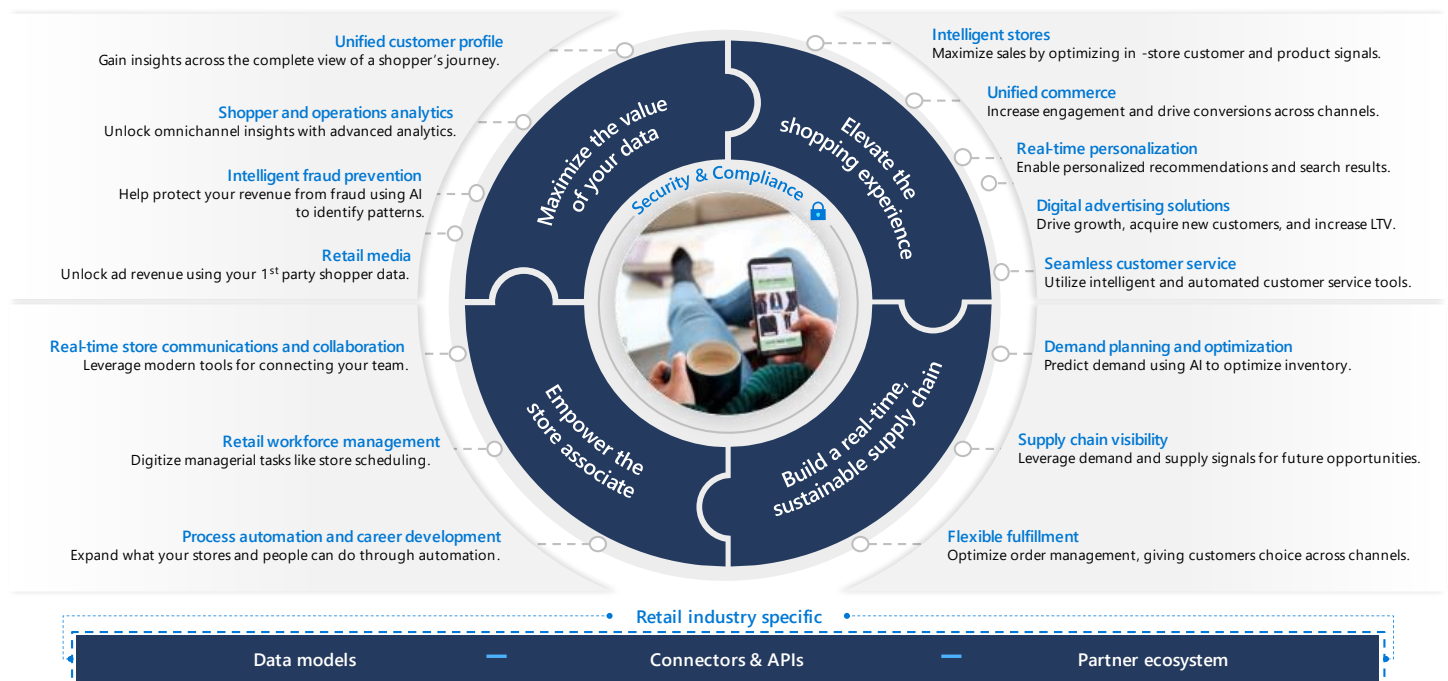 Unified customer profile
Gain insights across the complete view of a shopper's journey.
Shopper and operations analytics
Unlock omnichannel insights with advanced analytics.
Intelligent fraud prevention
Help protect your revenue from fraud using AI
to identify patterns.
Retail media
Unlock ad revenue using your 1st party shopper data.
Maximize the value
of your data
Elevate the
shopping experience
Security & Compliance
Intelligent stores
Maximize sales by optimizing in -store customer and product signals.
Unified commerce
Increase engagement and drive conversions across channels.
Real-time personalization
Enable personalized recommendations and search results.
Digital advertising solutions
Drive growth, acquire new customers, and increase LTV.
Seamless customer service
Utilize intelligent and automated customer service tools.
Real-time store communications and collaboration
Leverage modern tools for connecting your team.
Retail workforce management
Digitize managerial tasks like store scheduling.
Process automation and career development
Expand what your stores and people can do through automation.
Empower the
store associate
Build a real-time,
sustainable supply chain
Demand planning and optimization
Predict demand using AI to optimize inventory.
Supply chain visibility
Leverage demand and supply signals for future opportunities.
Flexible fulfillment
Optimize order management, giving customers choice across channels.
Retail industry specific
Data models
Connectors & APIs
Partner ecosystem